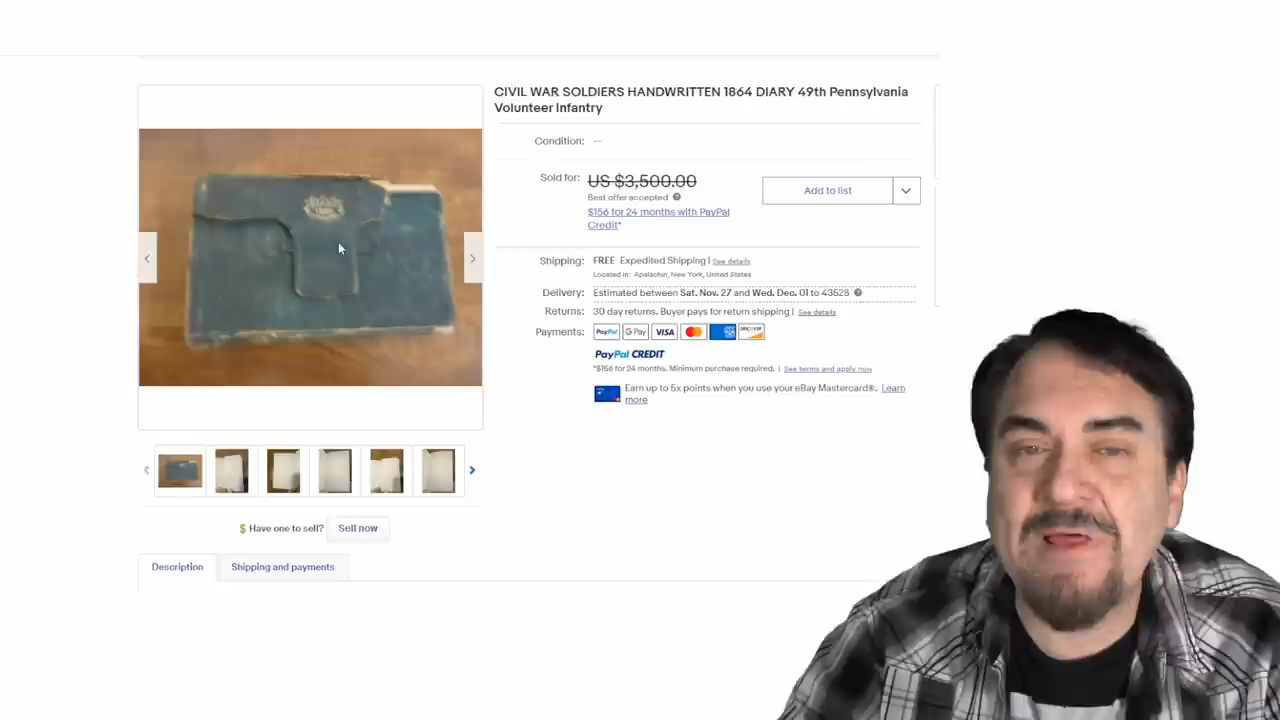 CIVIL WAR SOLDIERS HANDWRITTEN 1864 DIARY 49th Pennsylvania
Volunteer Infantry
Condition: --
Sold for: US $3,500.00
Best offer accepted
Add to list
$156 for 24 months with PayPal
Credit*
Shipping: FREE Expedited Shipping | See details
Located in: Apalachin, New York, United States
Delivery: Estimated between Sat. Nov. 27 and Wed. Dec. 01 to 43528
Returns: 30 day returns. Buyer pays for return shipping | See details
Payments: PayPal G Pay VISA DISCOVER
PayPal CREDIT
*$156 for 24 months. Minimum purchase required. | See terms and apply now
Earn up to 5x points when you use your eBay Mastercard®. Learn
more
$ Have one to sell? Sell now
Description Shipping and payments